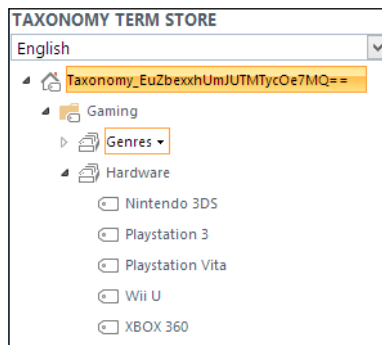 TAXONOMY TERM STORE
English
Taxonomy_EuZbexxhUmJUTMTycOe7MQ==
Gaming
Genres
Hardware
Nintendo 3DS
Playstation 3
Playstation Vita
Wii U
XBOX 360